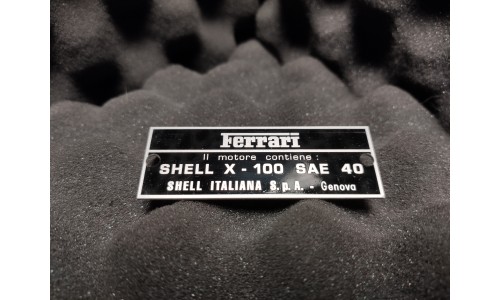 Ferrari
Il motore contiene :
SHELL X - 100 SAE 40
SHELL ITALIANA S.p.A. - Genova